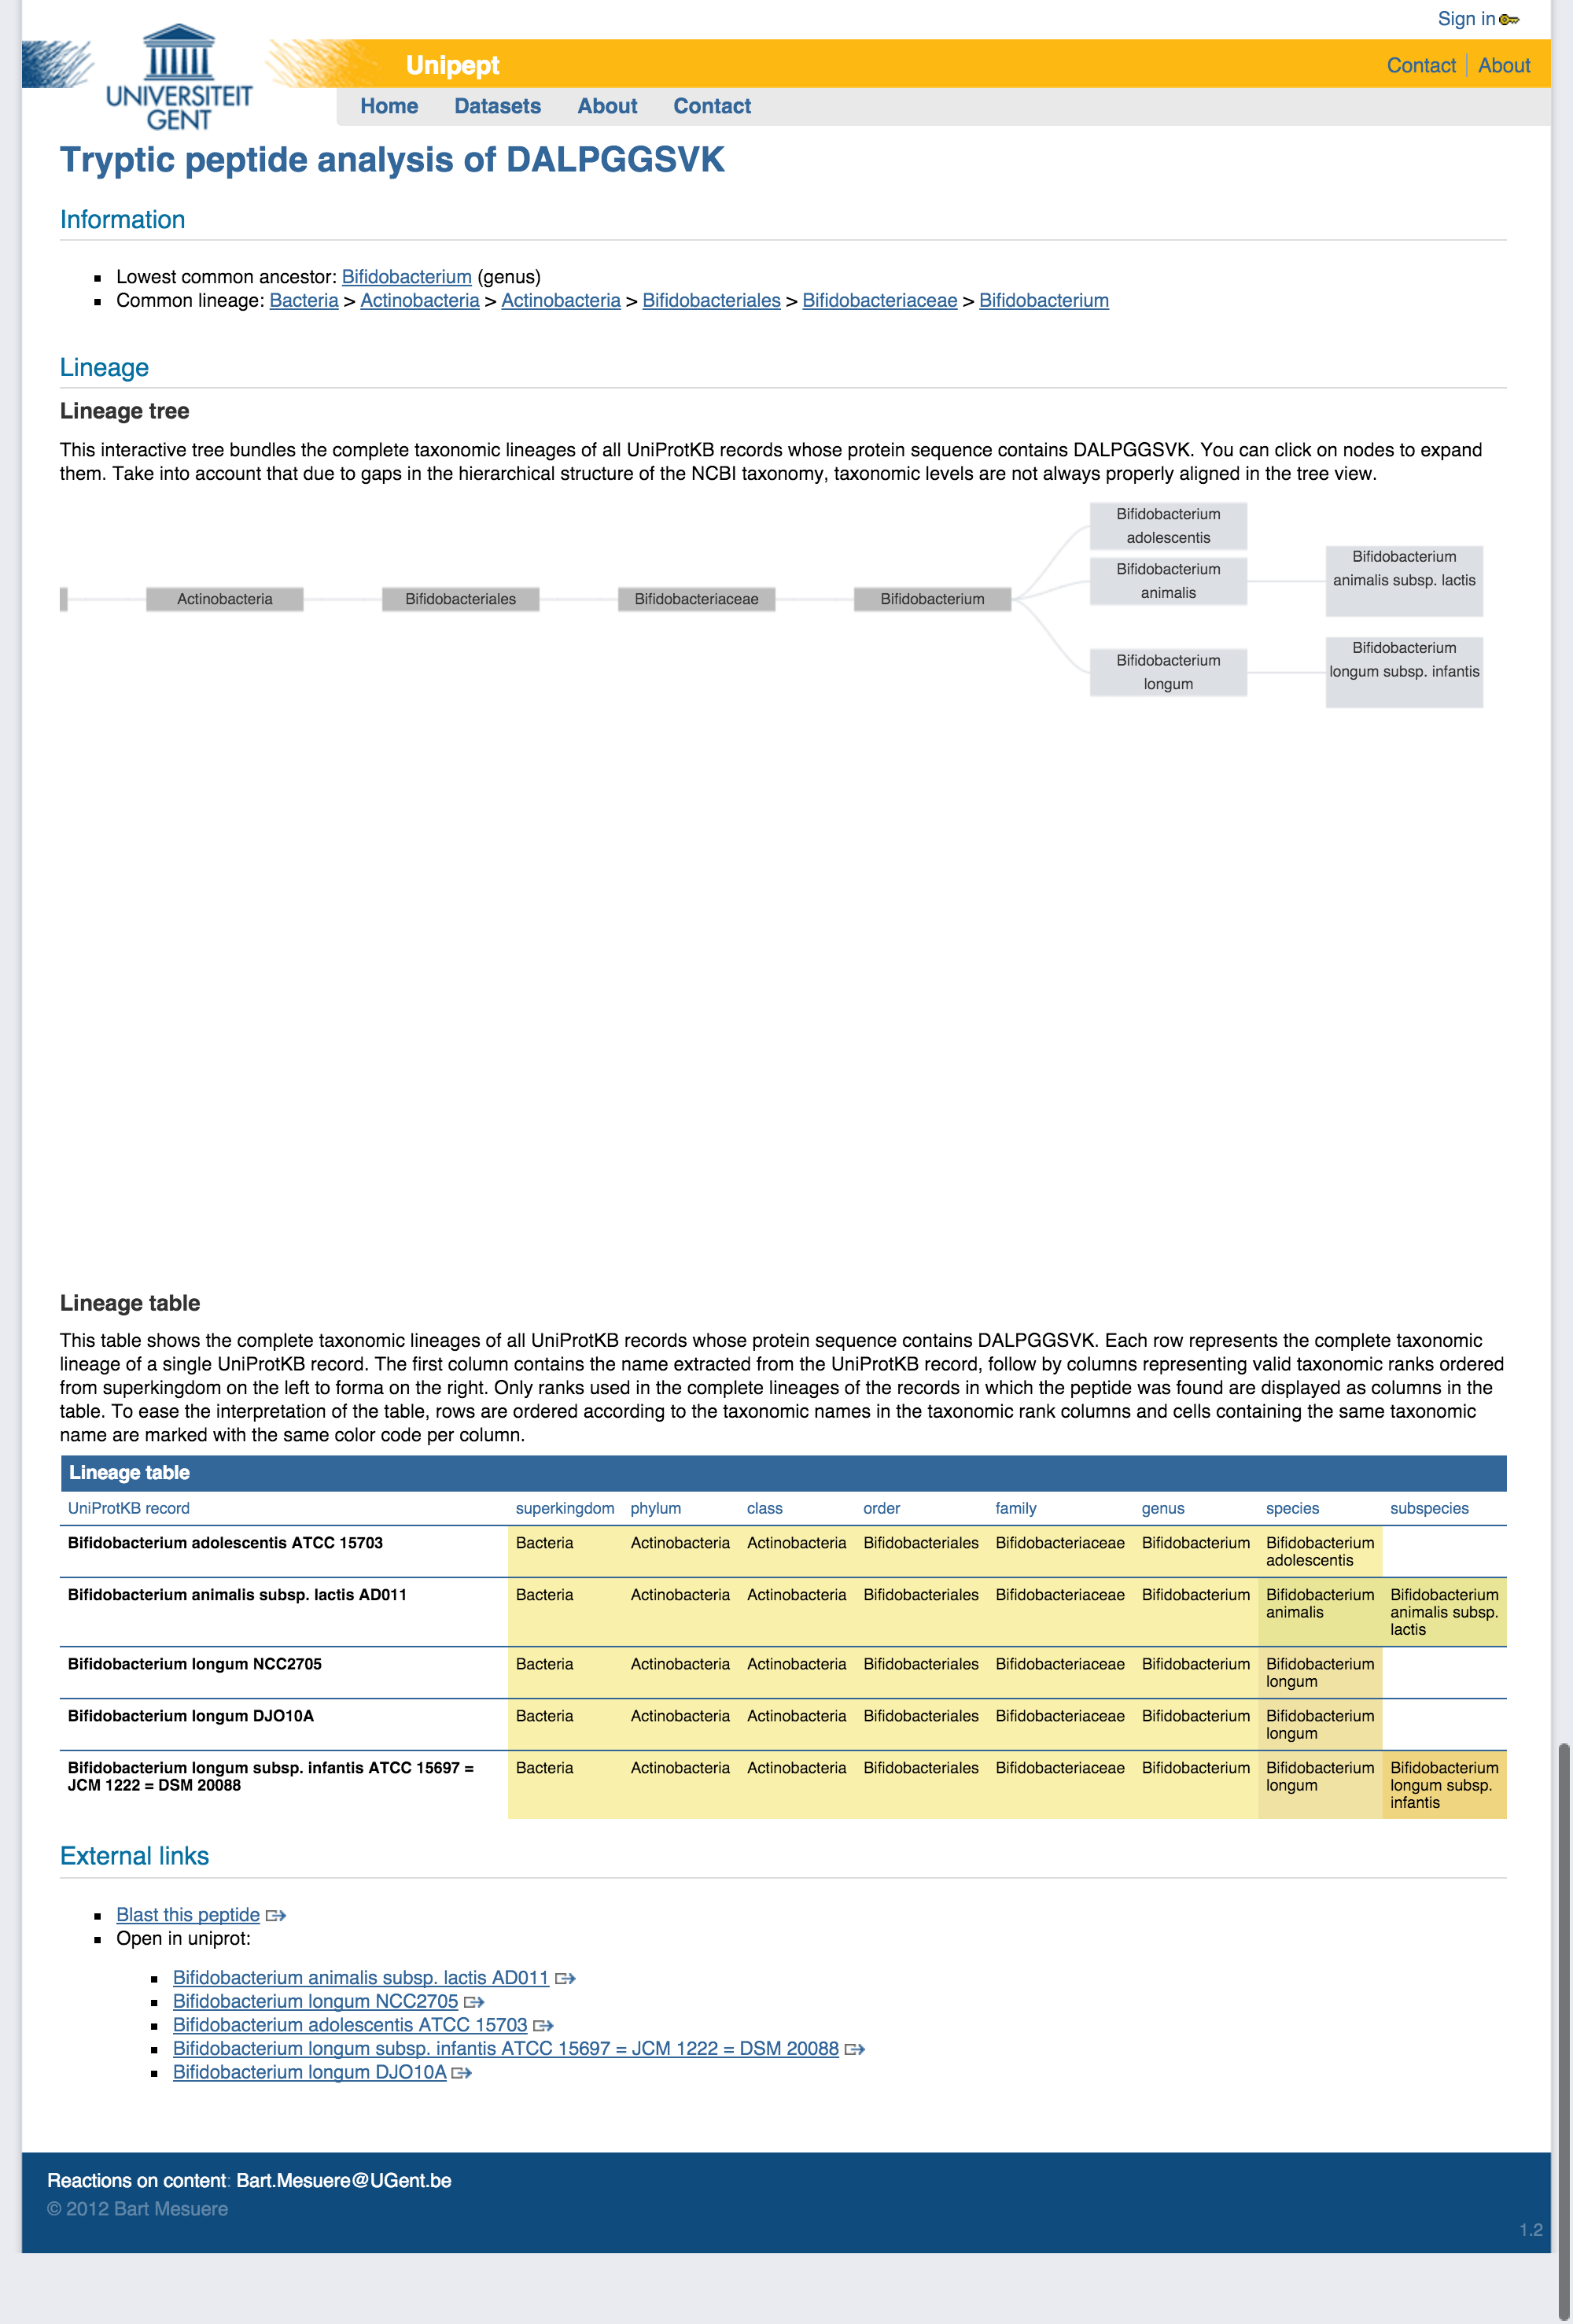 Sign in
UNIVERSITEIT
GENT
Unipept
Contact
About
Home Datasets About Contact
Tryptic peptide analysis of DALPGGSVK
Information
Lowest common ancestor: Bifidobacterium (genus)
Common lineage: Bacteria > Actinobacteria > Actinobacteria > Bifidobacteriales > Bifidobacteriaceae > Bifidobacterium
Lineage
Lineage tree
This interactive tree bundles the complete taxonomic lineages of all UniProtKB records whose protein sequence contains DALPGGSVK. You can click on nodes to expand
them. Take into account that due to gaps in the hierarchical structure of the NCBI taxonomy, taxonomic levels are not always properly aligned in the tree view.
Actinobacteria
Bifidobacteriales
Bifidobacteriaceae
Bifidobacterium
Bifidobacterium
adolescentis
Bifidobacterium
animalis
Bifidobacterium
animalis subsp. lactis
Bifidobacterium
longum
Bifidobacterium
longum subsp. infantis
Lineage table
This table shows the complete taxonomic lineages of all UniProtKB records whose protein sequence contains DALPGGSVK. Each row represents the complete taxonomic
lineage of a single UniProtKB record. The first column contains the name extracted from the UniProtKB record, follow by columns representing valid taxonomic ranks ordered
from superkingdom on the left to forma on the right. Only ranks used in the complete lineages of the records in which the peptide was found are displayed as columns in the
table. To ease the interpretation of the table, rows are ordered according to the taxonomic names in the taxonomic rank columns and cells containing the same taxonomic
name are marked with the same color code per column.
Lineage table
UniProtKB record superkingdom phylum class order family genus species subspecies
Bifidobacterium adolescentis ATCC 15703 Bacteria Actinobacteria Actinobacteria Bifidobacteriales Bifidobacteriaceae Bifidobacterium Bifidobacterium
adolescentis
Bifidobacterium animalis subsp. lactis AD011 Bacteria Actinobacteria Actinobacteria Bifidobacteriales Bifidobacteriaceae Bifidobacterium Bifidobacterium Bifidobacterium
animalis animalis subsp.
lactis
Bifidobacterium longum NCC2705 Bacteria Actinobacteria Actinobacteria Bifidobacteriales Bifidobacteriaceae Bifidobacterium Bifidobacterium
longum
Bifidobacterium longum DJO10A Bacteria Actinobacteria Actinobacteria Bifidobacteriales Bifidobacteriaceae Bifidobacterium Bifidobacterium
longum
Bifidobacterium longum subsp. infantis ATCC 15697 = Bacteria Actinobacteria Actinobacteria Bifidobacteriales Bifidobacteriaceae Bifidobacterium Bifidobacterium Bifidobacterium
JCM 1222 = DSM 20088 longum longum subsp.
infantis
External links
Blast this peptide
Open in uniprot:
Bifidobacterium animalis subsp. lactis AD011
Bifidobacterium longum NCC2705
Bifidobacterium adolescentis ATCC 15703
Bifidobacterium longum subsp. infantis ATCC 15697 = JCM 1222 = DSM 20088
Bifidobacterium longum DJO10A
Reactions on content: Bart.Mesuere@UGent.be
© 2012 Bart Mesuere
1.2